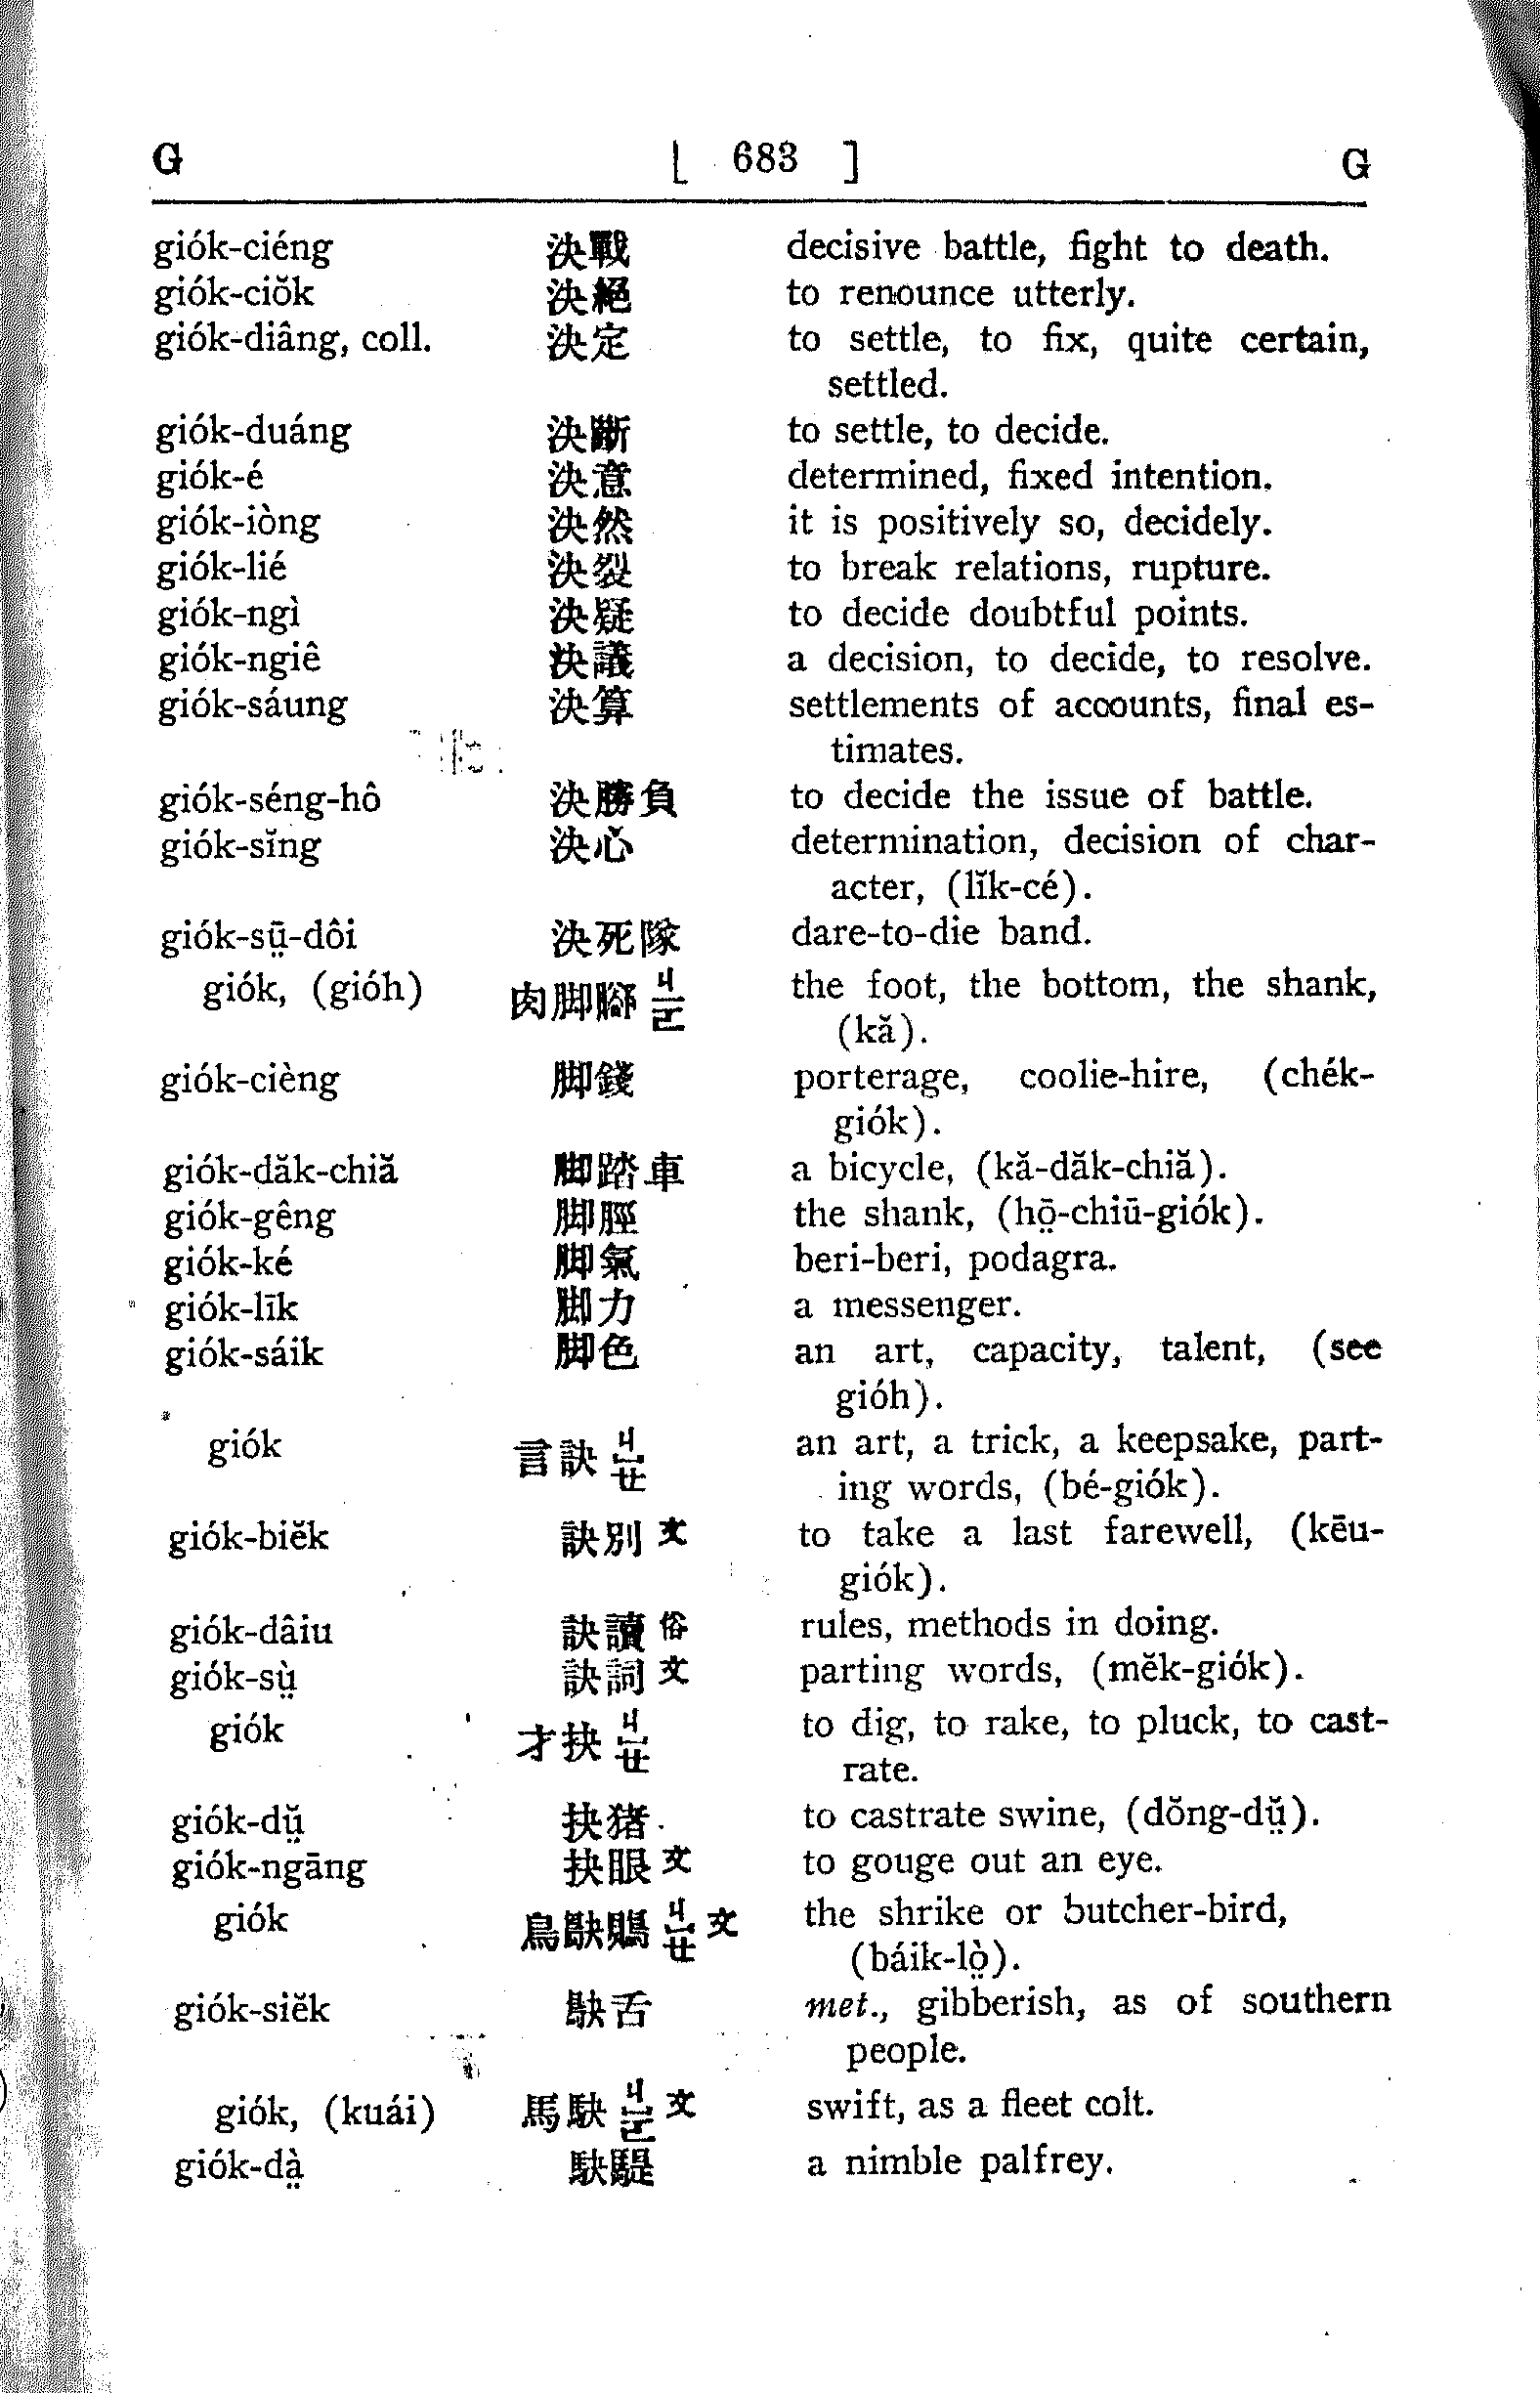 G [ 683 ] G
giók-ciéng 決戰 decisive battle, fight to death.
giók-ciŏk 決絕 to renounce utterly.
giók-diâng, coll. 決定 to settle, to fix, quite certain,
settled.
giók-duáng 決斷 to settle, to decide.
giók-é 決意 determined, fixed intention.
giók-iòng 決然 it is positively so, decidely.
giók-lié 決裂 to break relations, rupture.
giók-ngì 決疑 to decide doubtful points.
giók-ngiê 決議 a decision, to decide, to resolve.
giók-sáung 決算 settlements of acoounts, final es-
timates.
giók-séng-hô 決勝負 to decide the issue of battle.
giók-sĭng 決心 determination, decision of char-
acter, (lĭk-cé).
giók-sṳ̄-dôi 決死隊 dare-to-die band.
giók, (gióh) 肉脚腳 ㄐㄩㄝ the foot, the bottom, the shank,
(kă).
giók-cièng 脚錢 porterage, coolie-hire, (chék-
giók).
giók-dăk-chiă 脚踏車 a bicycle, (kă-dăk-chiă).
giók-gêng 脚脛 the shank, (hō̤-chiū-giók).
giók-ké 脚氣 beri-beri, podagra.
giók-līk 脚力 a messenger.
giók-sáik 脚色 an art, capacity, talent, (see
gióh).
giók 言訣 an art, a trick, a keepsake, part-
ing words, (bé-giók).
giók-biĕk 訣別文 to take a last farewell, (kēu-
giók).
giók-dâiu 訣讀俗 rules, methods in doing.
giók-sṳ̀ 訣詞文 parting words, (mĕk-giók).
giók 才抉 to dig, to rake, to pluck, to cast-
rate.
giók-dṳ̆ 抉猪 to castrate swine, (dŏng-dṳ̆).
giók-ngāng 抉眼文 to gouge out an eye.
giók 鳥鴃鶪 文 the shrike or butcher-bird,
(báik-lò̤).
giók-siĕk 鴃舌 met., gibberish, as of southern
people.
giók, (kuái) 馬駃 文 swift, as a fleet colt.
giók-dà̤ 駃騠 a nimble palfrey.